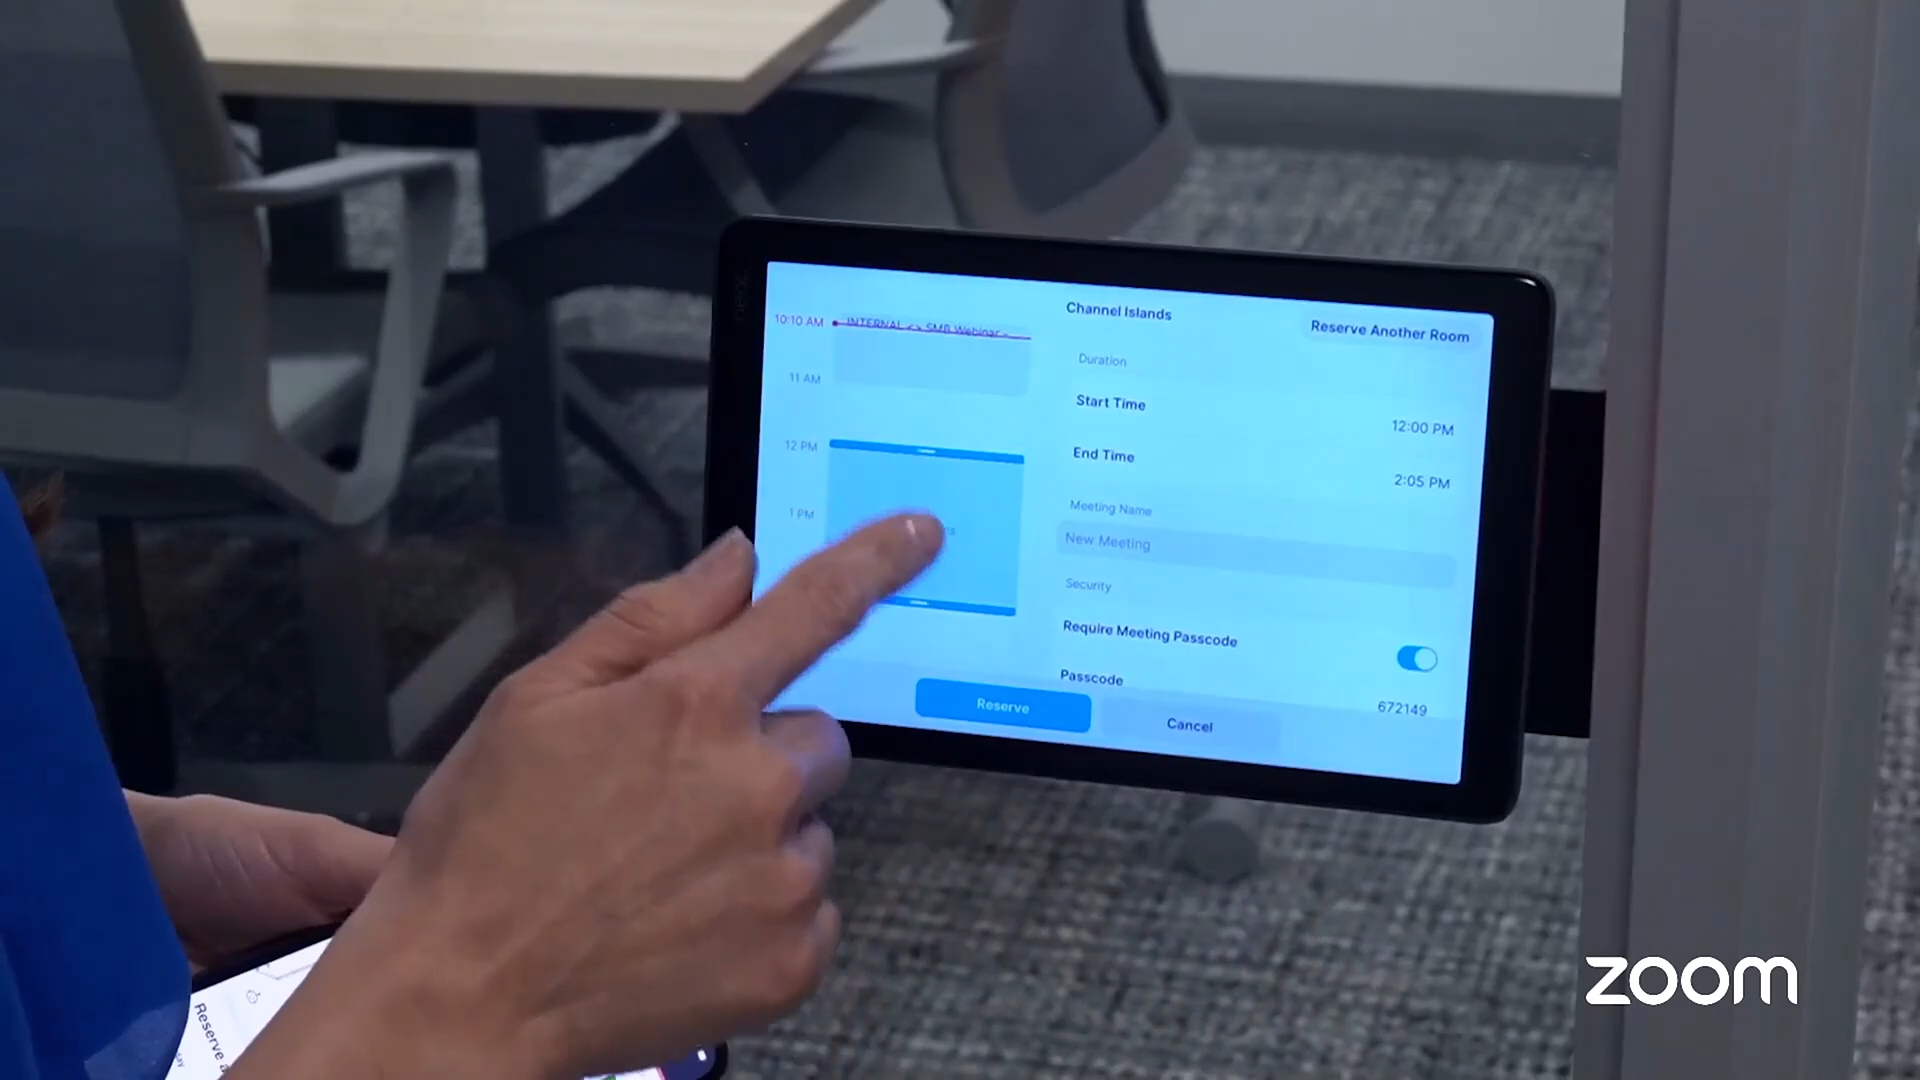 neat
Channel Islands
Reserve Another Room
10:10 AM
INTERNAL <> SMB Webinar -
11 AM
12 PM
1 PM
Duration
Start Time
12:00 PM
End Time
2:05 PM
Meeting Name
New Meeting
Security
Require Meeting Passcode
Passcode
672149
Reserve
Cancel
Reserve a
zoom